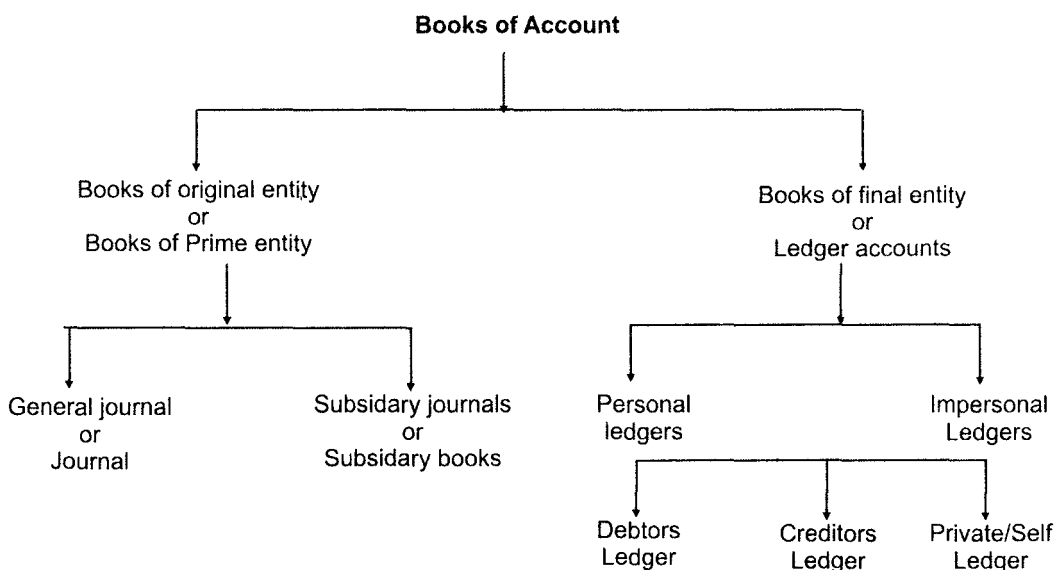 Books of Account
Books of original entity
or
Books of Prime entity
Books of final entity
or
Ledger accounts
General journal
or
Journal
Subsidary journals
or
Subsidary books
Personal
ledgers
Impersonal
Ledgers
Debtors
Ledger
Creditors
Ledger
Private/Self
Ledger